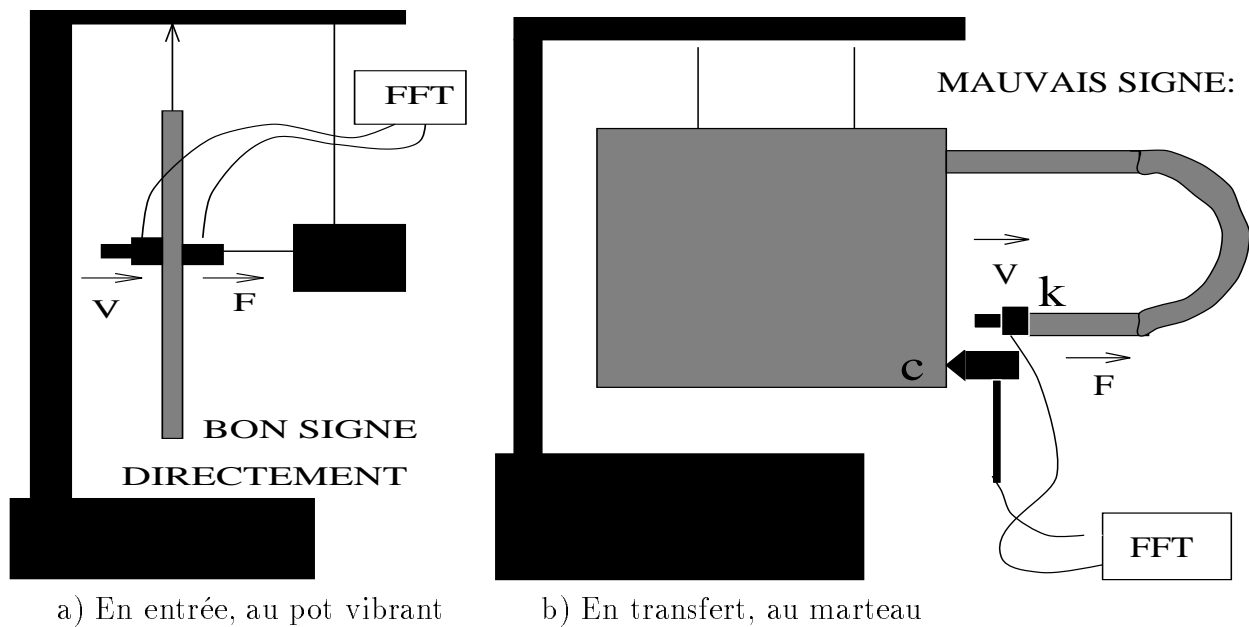 FFT
V
F
BON SIGNE
DIRECTEMENT
a) En entrée, au pot vibrant
MAUVAIS SIGNE:
V
k
c
F
FFT
b) En transfert, au marteau